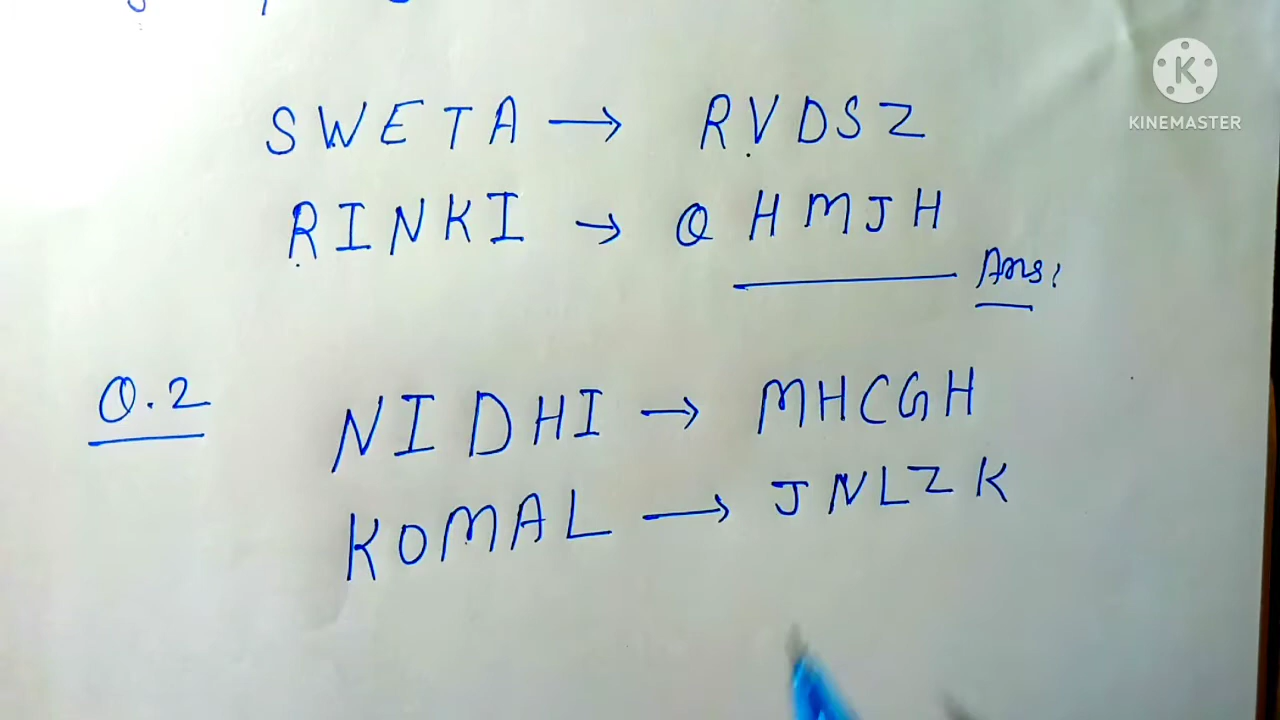 KINEMASTER
SWETA → RVDSZ
RINKI → QHMJH
Ans:
Q.2 NIDHI → MHCGH
KOMAL → JNLZK